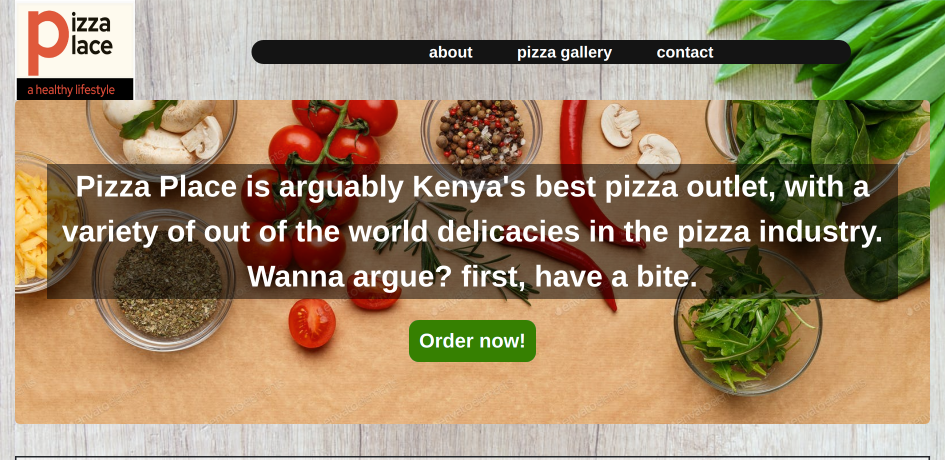 pizza
place
a healthy lifestyle
about pizza gallery contact
Pizza Place is arguably Kenya's best pizza outlet, with a
variety of out of the world delicacies in the pizza industry.
Wanna argue? first, have a bite.
Order now!